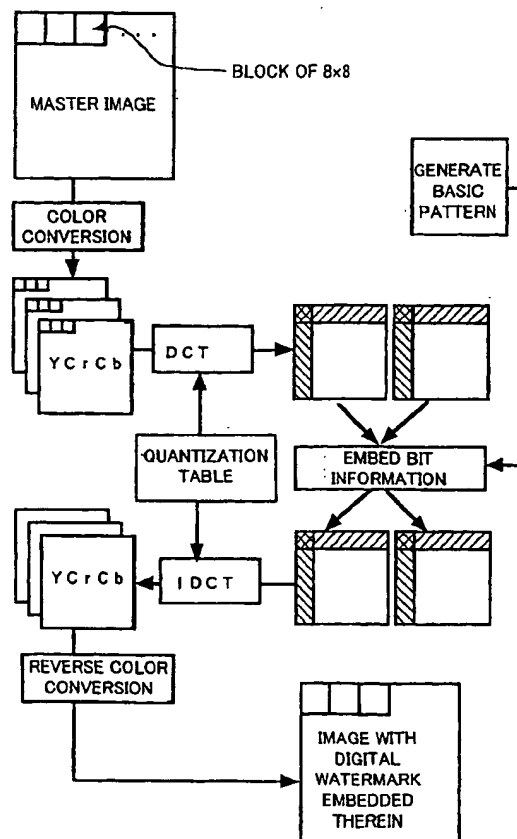 . . .
BLOCK OF 8×8
MASTER IMAGE
GENERATE
BASIC
PATTERN
COLOR
CONVERSION
YCrCb
DCT
QUANTIZATION
TABLE
EMBED BIT
INFORMATION
YCrCb
IDCT
REVERSE COLOR
CONVERSION
IMAGE WITH
DIGITAL
WATERMARK
EMBEDDED
THEREIN